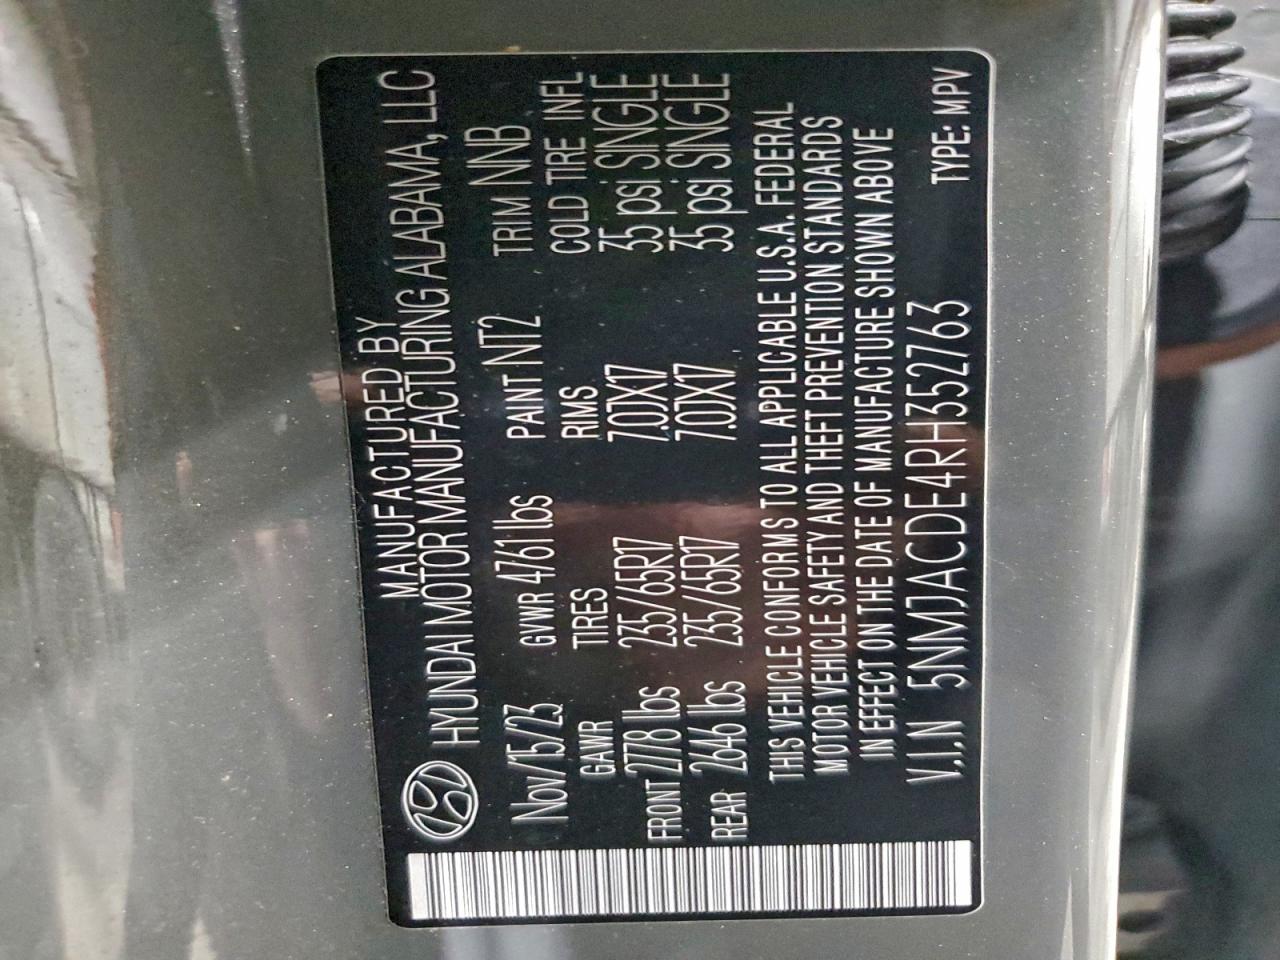 MANUFACTURED BY
HYUNDAI MOTOR MANUFACTURING ALABAMA, LLC
Nov/15/23 GVWR 4761 lbs PAINT NT2 TRIM NNB
GAWR TIRES RIMS COLD TIRE INFL
FRONT 2778 lbs 235/65R17 7.0JX17 35 psi SINGLE
REAR 2646 lbs 235/65R17 7.0JX17 35 psi SINGLE
THIS VEHICLE CONFORMS TO ALL APPLICABLE U.S.A. FEDERAL
MOTOR VEHICLE SAFETY AND THEFT PREVENTION STANDARDS
IN EFFECT ON THE DATE OF MANUFACTURE SHOWN ABOVE
V.I.N 5NMJACDE4RH352763 TYPE: MPV